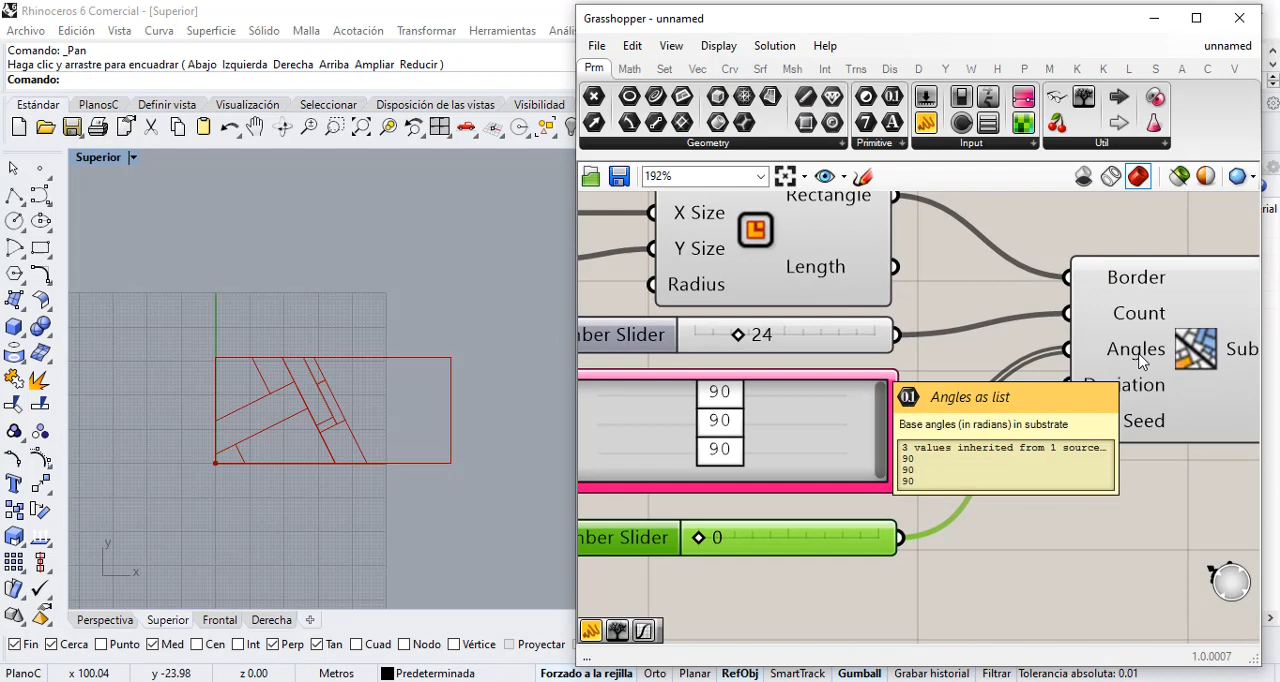 Rhinoceros 6 Comercial - [Superior]
Archivo Edición Vista Curva Superficie Sólido Malla Acotación Transformar Herramientas
Comando: _Pan
Haga clic y arrastre para encuadrar ( Abajo Izquierda Derecha Arriba Ampliar Reducir )
Comando:
Estándar PlanosC Definir vista Visualización Seleccionar Disposición de las vistas Visibilidad
Superior
y
x
Perspectiva Superior Frontal Derecha
Fin Cerca Punto Med Cen Int Perp Tan Cuad Nodo Vértice Proyectar
PlanoC x 100.04 y -23.98 z 0.00 Metros Predeterminada Forzado a la rejilla Orto Planar RefObj SmartTrack Gumball Grabar historial Filtrar Tolerancia absoluta: 0.01
Grasshopper - unnamed
File Edit View Display Solution Help unnamed
Prm Math Set Vec Crv Srf Msh Int Trns Dis D Y W H P M K K L S A C V
Geometry Primitive Input Util
192%
Rectangle
X Size
Y Size
Length
Radius
Border
Count
Angles
Seed
Number Slider 24
90
90
90
Number Slider 0
Angles as list
Base angles (in radians) in substrate
3 values inherited from 1 source…
90
90
90
...
1.0.0007